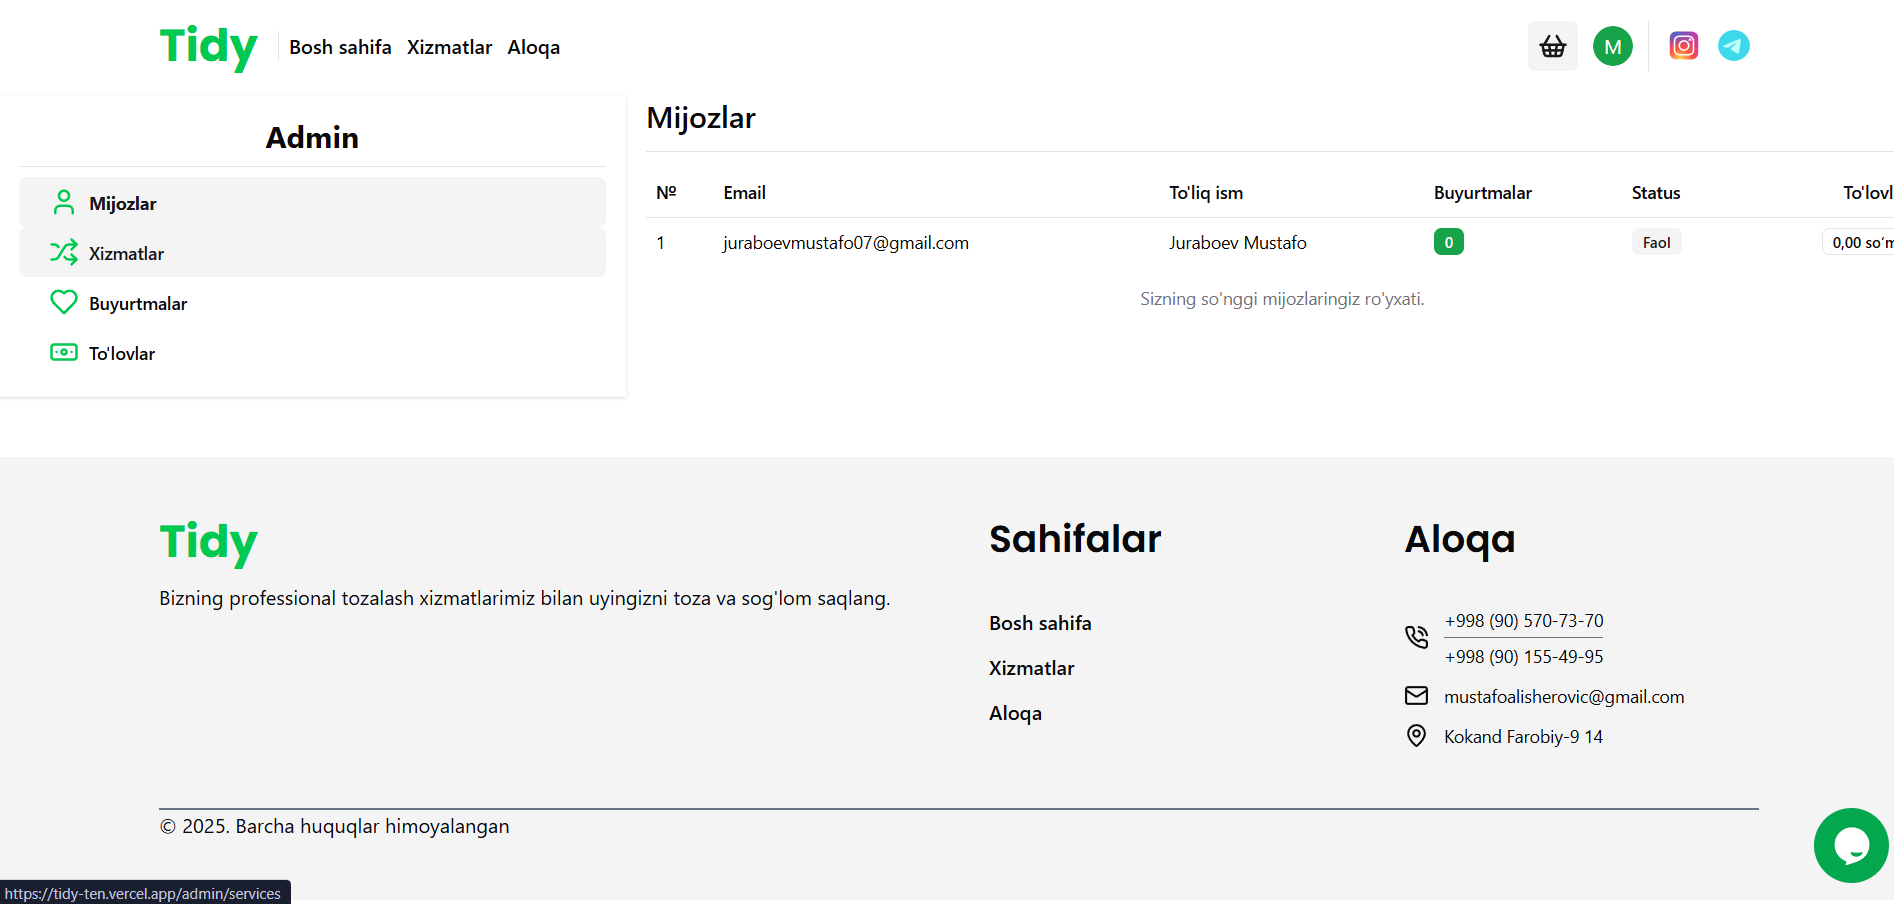 Tidy
Bosh sahifa Xizmatlar Aloqa
M
Admin
Mijozlar
Xizmatlar
Buyurtmalar
To'lovlar
Mijozlar
№ Email To'liq ism Buyurtmalar Status To'lovl
1 juraboevmustafo07@gmail.com Juraboev Mustafo 0 Faol 0,00 so‘m
Sizning so'nggi mijozlaringiz ro'yxati.
Tidy
Bizning professional tozalash xizmatlarimiz bilan uyingizni toza va sog'lom saqlang.
Sahifalar
Bosh sahifa
Xizmatlar
Aloqa
Aloqa
+998 (90) 570-73-70
+998 (90) 155-49-95
mustafoalisherovic@gmail.com
Kokand Farobiy-9 14
© 2025. Barcha huquqlar himoyalangan
https://tidy-ten.vercel.app/admin/services